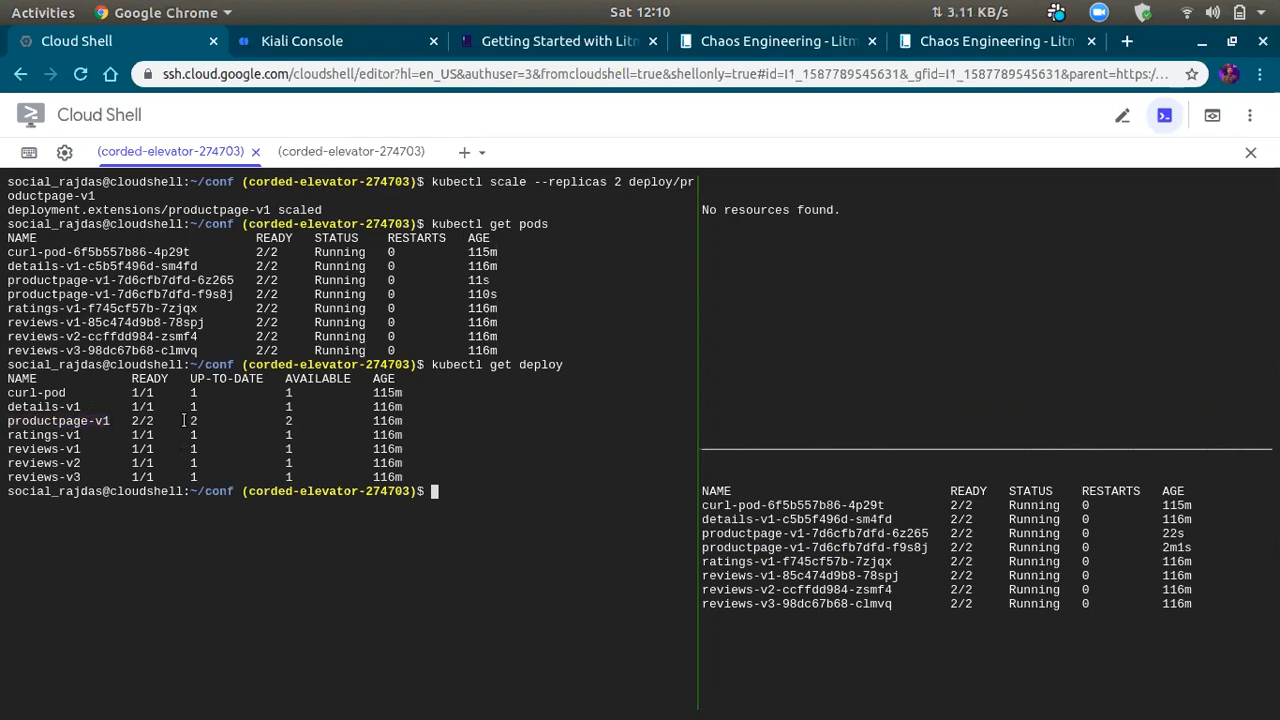 Activities Google Chrome Sat 12:10 3.11 KB/s
Cloud Shell Kiali Console Getting Started with Litm Chaos Engineering - Litm Chaos Engineering - Litm
ssh.cloud.google.com/cloudshell/editor?hl=en_US&authuser=3&fromcloudshell=true&shellonly=true#id=I1_1587789545631&_gfid=I1_1587789545631&parent=https:/...
Cloud Shell
(corded-elevator-274703) (corded-elevator-274703)
social_rajdas@cloudshell:~/conf (corded-elevator-274703)$ kubectl scale --replicas 2 deploy/pr
oductpage-v1
deployment.extensions/productpage-v1 scaled
social_rajdas@cloudshell:~/conf (corded-elevator-274703)$ kubectl get pods
NAME READY STATUS RESTARTS AGE
curl-pod-6f5b557b86-4p29t 2/2 Running 0 115m
details-v1-c5b5f496d-sm4fd 2/2 Running 0 116m
productpage-v1-7d6cfb7dfd-6z265 2/2 Running 0 11s
productpage-v1-7d6cfb7dfd-f9s8j 2/2 Running 0 110s
ratings-v1-f745cf57b-7zjqx 2/2 Running 0 116m
reviews-v1-85c474d9b8-78spj 2/2 Running 0 116m
reviews-v2-ccffdd984-zsmf4 2/2 Running 0 116m
reviews-v3-98dc67b68-clmvq 2/2 Running 0 116m
social_rajdas@cloudshell:~/conf (corded-elevator-274703)$ kubectl get deploy
NAME READY UP-TO-DATE AVAILABLE AGE
curl-pod 1/1 1 1 115m
details-v1 1/1 1 1 116m
productpage-v1 2/2 2 2 116m
ratings-v1 1/1 1 1 116m
reviews-v1 1/1 1 1 116m
reviews-v2 1/1 1 1 116m
reviews-v3 1/1 1 1 116m
social_rajdas@cloudshell:~/conf (corded-elevator-274703)$
No resources found.
NAME READY STATUS RESTARTS AGE
curl-pod-6f5b557b86-4p29t 2/2 Running 0 115m
details-v1-c5b5f496d-sm4fd 2/2 Running 0 116m
productpage-v1-7d6cfb7dfd-6z265 2/2 Running 0 22s
productpage-v1-7d6cfb7dfd-f9s8j 2/2 Running 0 2m1s
ratings-v1-f745cf57b-7zjqx 2/2 Running 0 116m
reviews-v1-85c474d9b8-78spj 2/2 Running 0 116m
reviews-v2-ccffdd984-zsmf4 2/2 Running 0 116m
reviews-v3-98dc67b68-clmvq 2/2 Running 0 116m